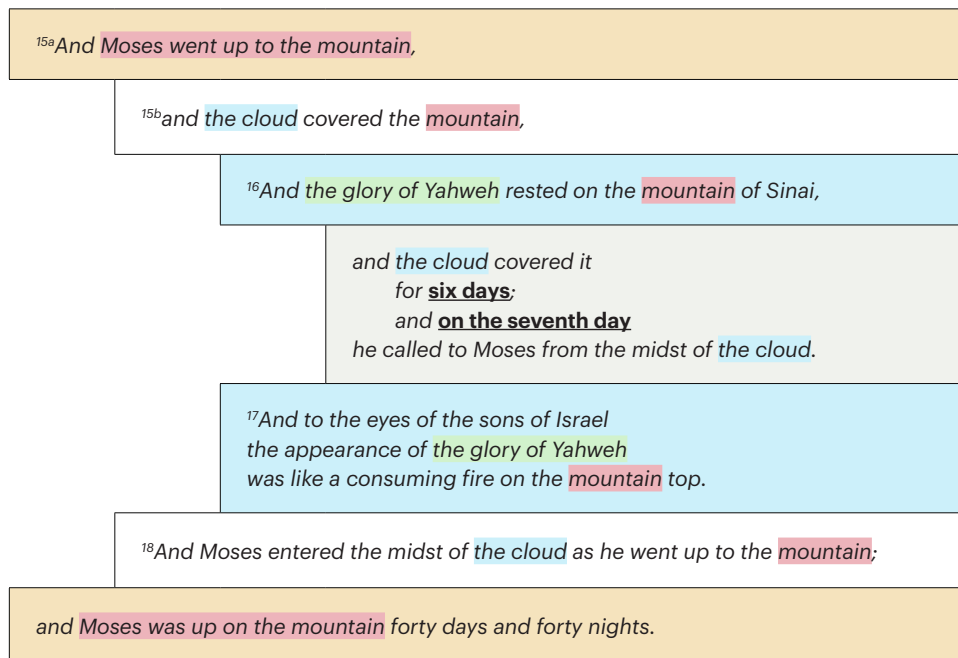 15aAnd Moses went up to the mountain,
15band the cloud covered the mountain,
16And the glory of Yahweh rested on the mountain of Sinai,
and the cloud covered it
for six days;
and on the seventh day
he called to Moses from the midst of the cloud.
17And to the eyes of the sons of Israel
the appearance of the glory of Yahweh
was like a consuming fire on the mountain top.
18And Moses entered the midst of the cloud as he went up to the mountain;
and Moses was up on the mountain forty days and forty nights.